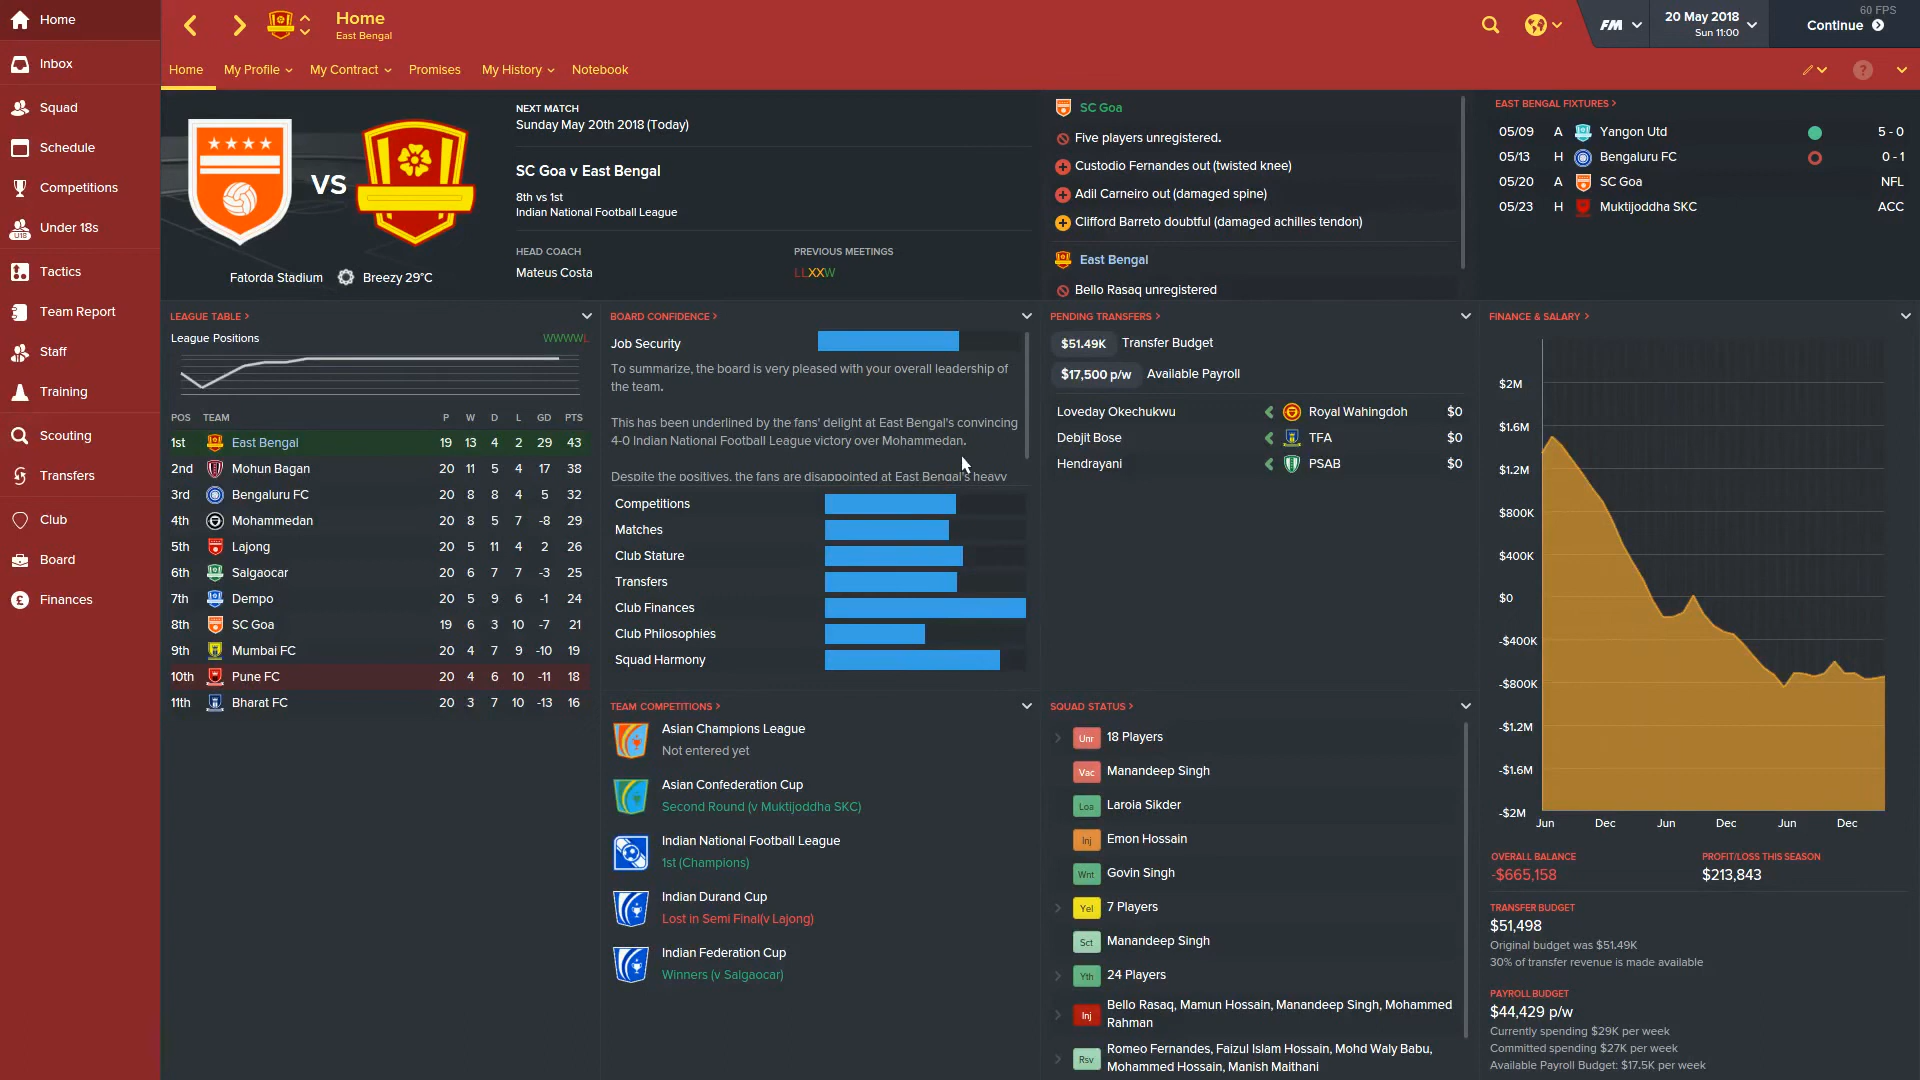 Home
Inbox
Squad
Schedule
Competitions
U18
Under 18s
Tactics
Team Report
Staff
Training
Scouting
Transfers
Club
Board
Finances
Home
East Bengal
FM
20 May 2018
Sun 11:00
60 FPS
Continue
Home
My Profile
My Contract
Promises
My History
Notebook
?
VS
Fatorda Stadium
Breezy 29°C
NEXT MATCH
Sunday May 20th 2018 (Today)
SC Goa v East Bengal
8th vs 1st
Indian National Football League
HEAD COACH
Mateus Costa
PREVIOUS MEETINGS
LLXXW
SC Goa
Five players unregistered.
Custodio Fernandes out (twisted knee)
Adil Carneiro out (damaged spine)
Clifford Barreto doubtful (damaged achilles tendon)
East Bengal
Bello Rasaq unregistered
EAST BENGAL FIXTURES >
05/09 A Yangon Utd 5 - 0
05/13 H Bengaluru FC 0 - 1
05/20 A SC Goa NFL
05/23 H Muktijoddha SKC ACC
LEAGUE TABLE >
League Positions WWWWL
POS TEAM P W D L GD PTS
1st East Bengal 19 13 4 2 29 43
2nd Mohun Bagan 20 11 5 4 17 38
3rd Bengaluru FC 20 8 8 4 5 32
4th Mohammedan 20 8 5 7 -8 29
5th Lajong 20 5 11 4 2 26
6th Salgaocar 20 6 7 7 -3 25
7th Dempo 20 5 9 6 -1 24
8th SC Goa 19 6 3 10 -7 21
9th Mumbai FC 20 4 7 9 -10 19
10th Pune FC 20 4 6 10 -11 18
11th Bharat FC 20 3 7 10 -13 16
BOARD CONFIDENCE >
Job Security
To summarize, the board is very pleased with your overall leadership of
the team.
This has been underlined by the fans' delight at East Bengal's convincing
4-0 Indian National Football League victory over Mohammedan.
Despite the positives, the fans are disappointed at East Bengal's heavy
Competitions
Matches
Club Stature
Transfers
Club Finances
Club Philosophies
Squad Harmony
TEAM COMPETITIONS >
Asian Champions League
Not entered yet
Asian Confederation Cup
Second Round (v Muktijoddha SKC)
Indian National Football League
1st (Champions)
Indian Durand Cup
Lost in Semi Final(v Lajong)
Indian Federation Cup
Winners (v Salgaocar)
PENDING TRANSFERS >
$51.49K Transfer Budget
$17,500 p/w Available Payroll
Loveday Okechukwu Royal Wahingdoh $0
Debjit Bose TFA $0
Hendrayani PSAB $0
SQUAD STATUS >
Unr 18 Players
Vac Manandeep Singh
Loa Laroia Sikder
Inj Emon Hossain
Wnt Govin Singh
Yel 7 Players
Sct Manandeep Singh
Yth 24 Players
Inj Bello Rasaq, Mamun Hossain, Manandeep Singh, Mohammed
Rahman
Rsv Romeo Fernandes, Faizul Islam Hossain, Mohd Waly Babu,
Mohammed Hossain, Manish Maithani
FINANCE & SALARY >
$2M
$1.6M
$1.2M
$800K
$400K
$0
-$400K
-$800K
-$1.2M
-$1.6M
-$2M
Jun Dec Jun Dec Jun Dec
OVERALL BALANCE
-$665,158
PROFIT/LOSS THIS SEASON
$213,843
TRANSFER BUDGET
$51,498
Original budget was $51.49K
30% of transfer revenue is made available
PAYROLL BUDGET
$44,429 p/w
Currently spending $29K per week
Committed spending $27K per week
Available Payroll Budget: $17.5K per week